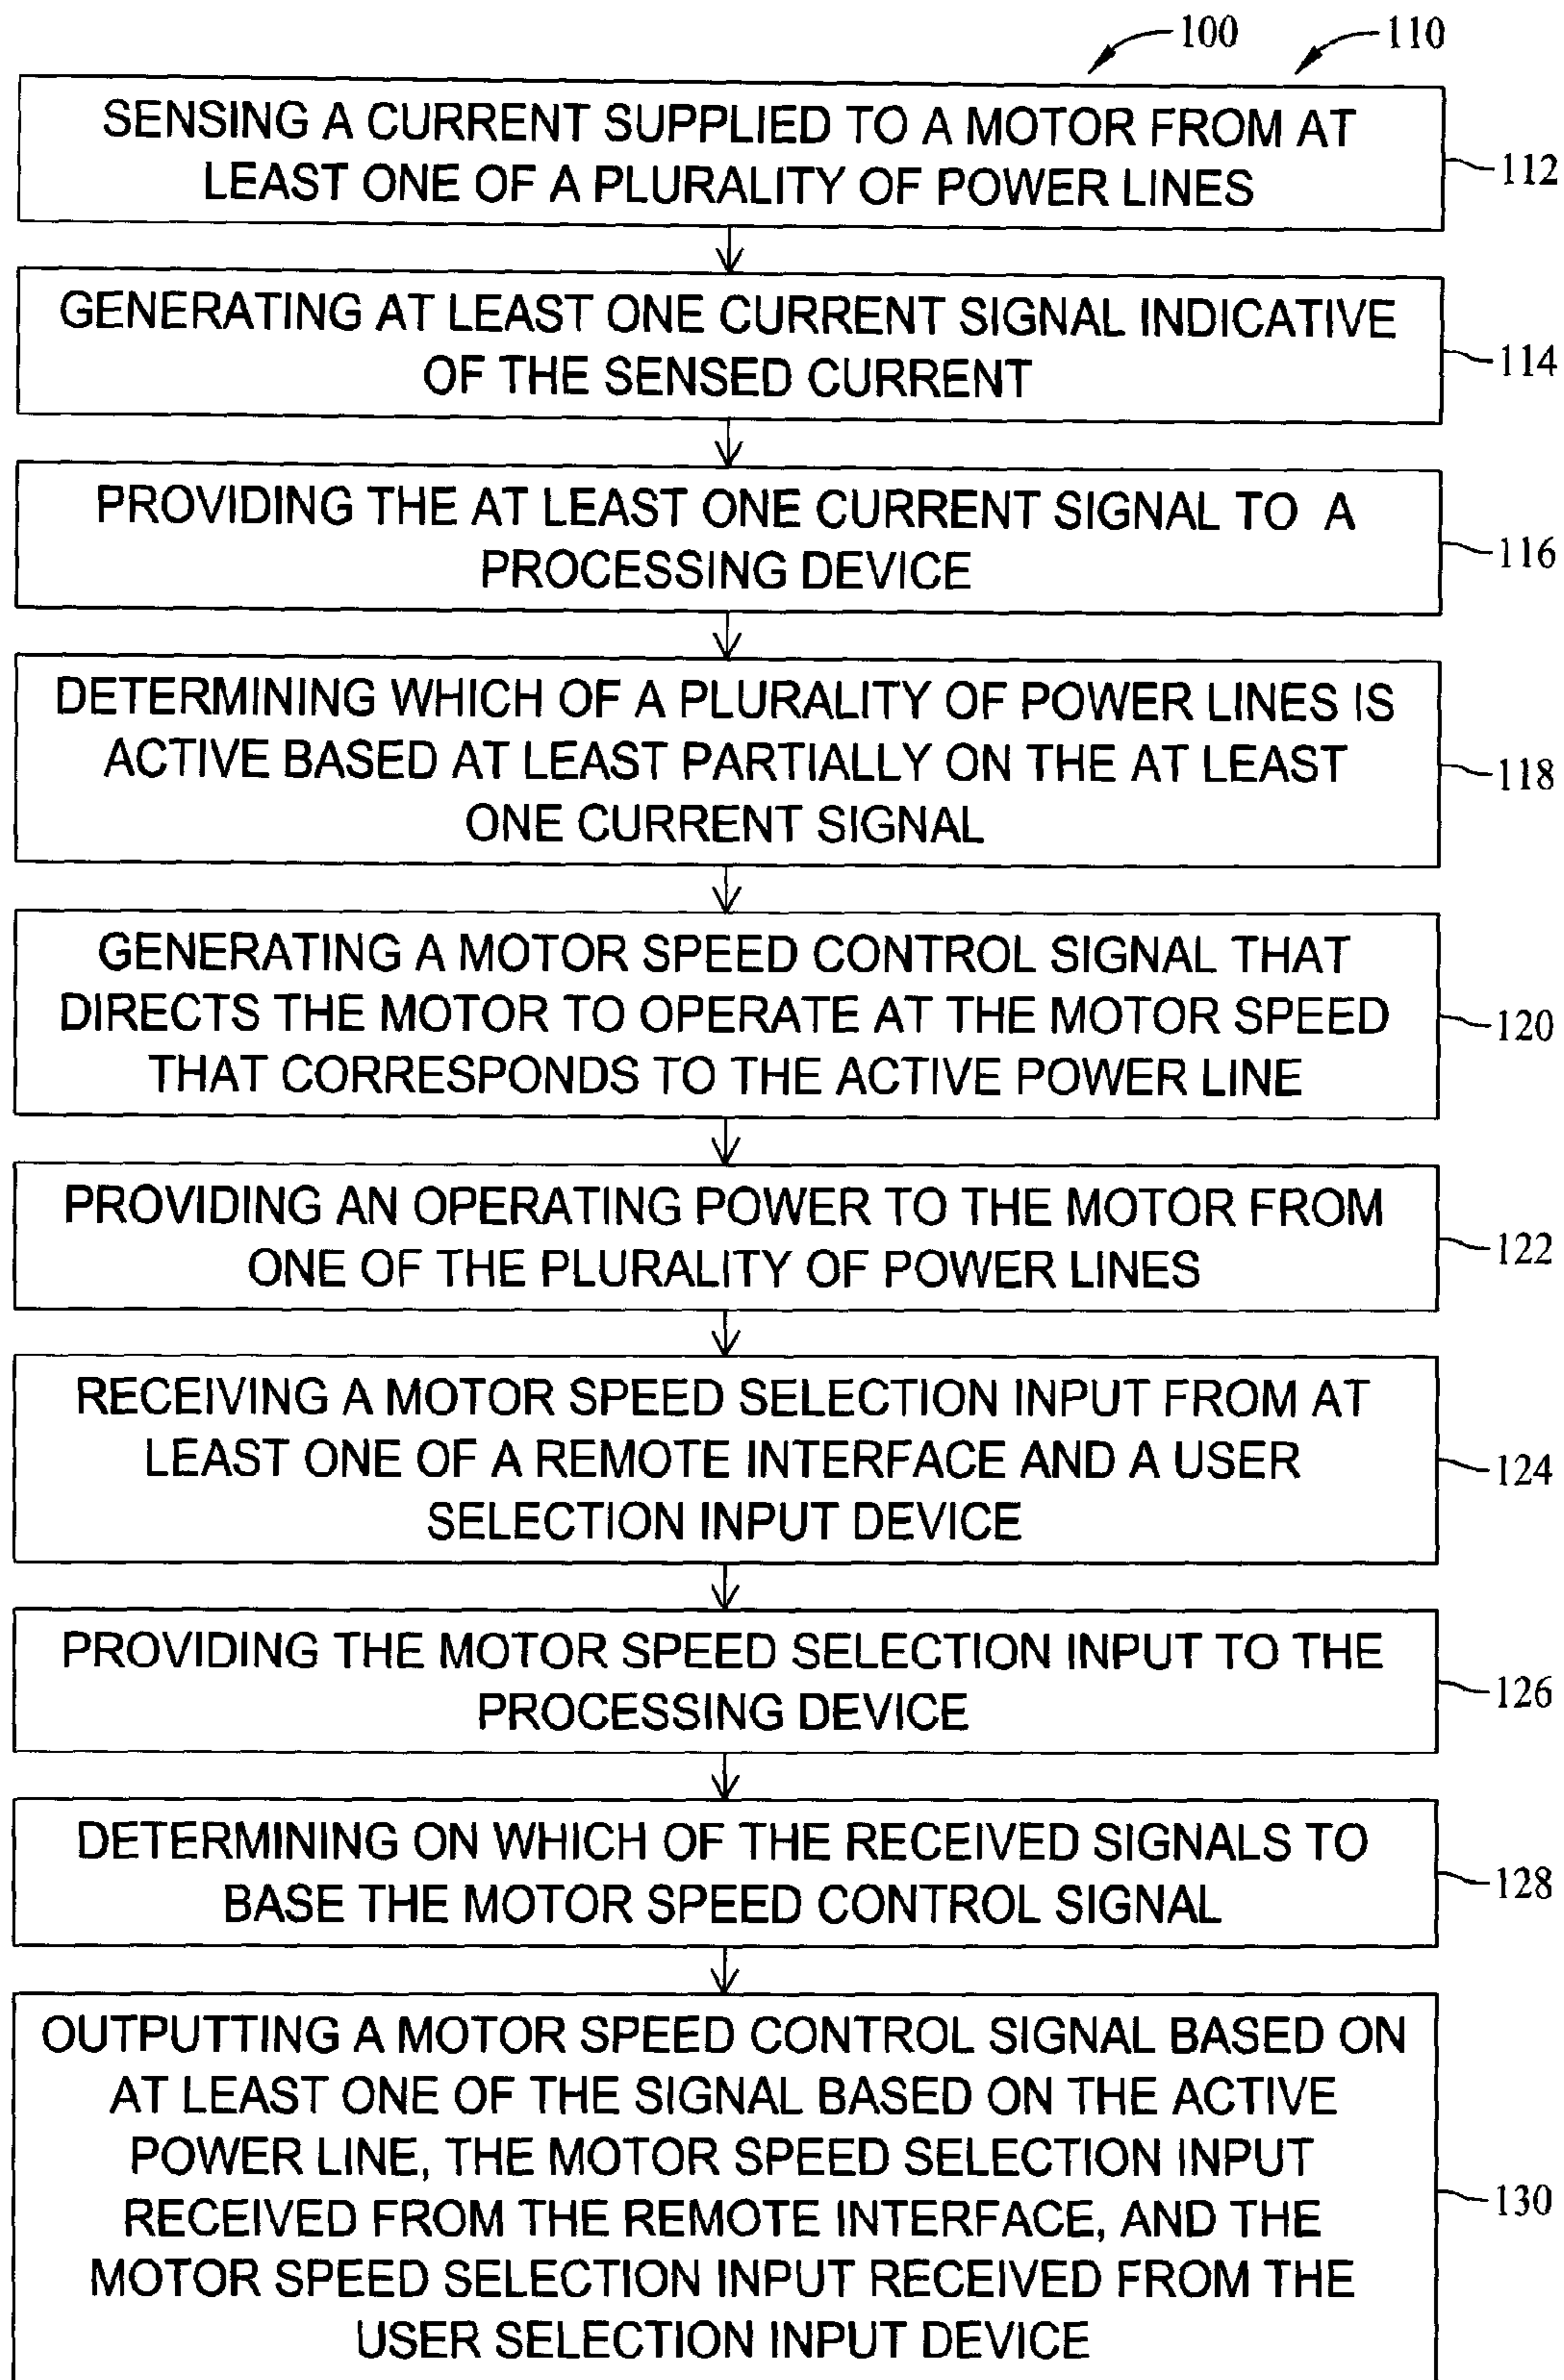 100
110
SENSING A CURRENT SUPPLIED TO A MOTOR FROM AT
LEAST ONE OF A PLURALITY OF POWER LINES
112
GENERATING AT LEAST ONE CURRENT SIGNAL INDICATIVE
OF THE SENSED CURRENT
114
PROVIDING THE AT LEAST ONE CURRENT SIGNAL TO A
PROCESSING DEVICE
116
DETERMINING WHICH OF A PLURALITY OF POWER LINES IS
ACTIVE BASED AT LEAST PARTIALLY ON THE AT LEAST
ONE CURRENT SIGNAL
118
GENERATING A MOTOR SPEED CONTROL SIGNAL THAT
DIRECTS THE MOTOR TO OPERATE AT THE MOTOR SPEED
THAT CORRESPONDS TO THE ACTIVE POWER LINE
120
PROVIDING AN OPERATING POWER TO THE MOTOR FROM
ONE OF THE PLURALITY OF POWER LINES
122
RECEIVING A MOTOR SPEED SELECTION INPUT FROM AT
LEAST ONE OF A REMOTE INTERFACE AND A USER
SELECTION INPUT DEVICE
124
PROVIDING THE MOTOR SPEED SELECTION INPUT TO THE
PROCESSING DEVICE
126
DETERMINING ON WHICH OF THE RECEIVED SIGNALS TO
BASE THE MOTOR SPEED CONTROL SIGNAL
128
OUTPUTTING A MOTOR SPEED CONTROL SIGNAL BASED ON
AT LEAST ONE OF THE SIGNAL BASED ON THE ACTIVE
POWER LINE, THE MOTOR SPEED SELECTION INPUT
RECEIVED FROM THE REMOTE INTERFACE, AND THE
MOTOR SPEED SELECTION INPUT RECEIVED FROM THE
USER SELECTION INPUT DEVICE
130